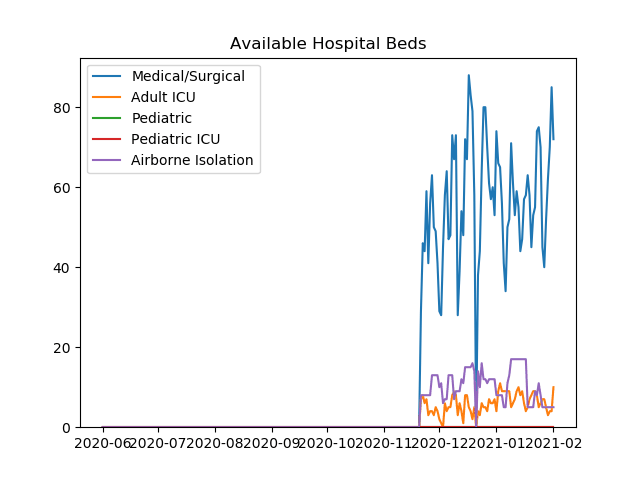 Available Hospital Beds
Medical/Surgical
Adult ICU
Pediatric
Pediatric ICU
Airborne Isolation
80
60
40
20
0
2020-06 2020-07 2020-08 2020-09 2020-10 2020-11 2020-12 2021-01 2021-02